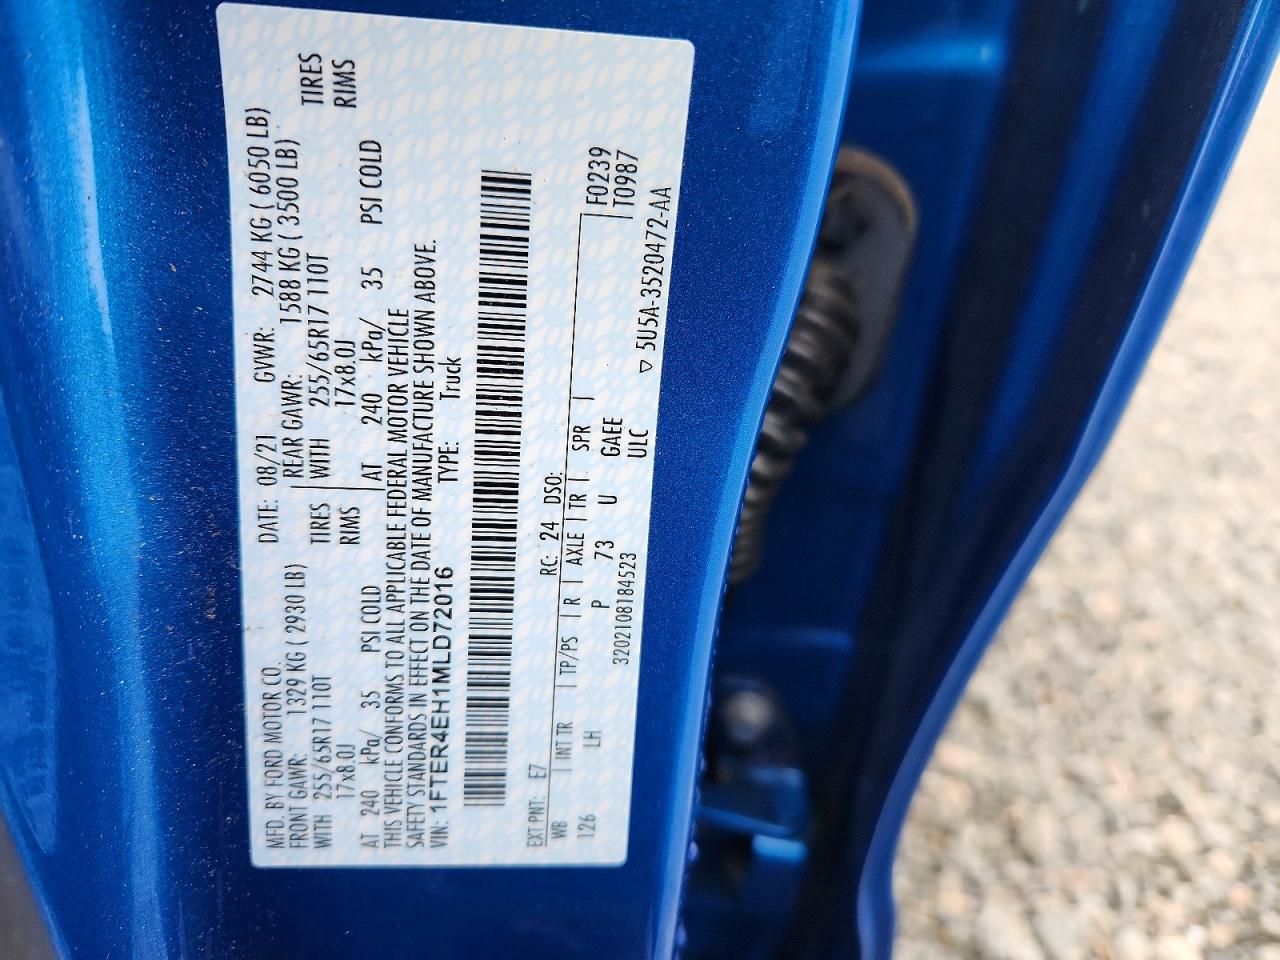 MFD. BY FORD MOTOR CO.
DATE: 08/21 GVWR: 2744 KG ( 6050 LB)
FRONT GAWR: 1329 KG ( 2930 LB) REAR GAWR: 1588 KG ( 3500 LB)
WITH 255/65R17 110T TIRES WITH 255/65R17 110T TIRES
17x8.0J RIMS 17x8.0J RIMS
AT 240 kPa/ 35 PSI COLD AT 240 kPa/ 35 PSI COLD
THIS VEHICLE CONFORMS TO ALL APPLICABLE FEDERAL MOTOR VEHICLE
SAFETY STANDARDS IN EFFECT ON THE DATE OF MANUFACTURE SHOWN ABOVE.
VIN: 1FTER4EH1MLD72016 TYPE: Truck
EXT PNT: E7 RC: 24 DSO:
WB INT TR TP/PS R AXLE TR SPR F0239
126 LH P 73 U GAEE T0987
3202108184523 ULC
▽ 5U5A-3520472-AA